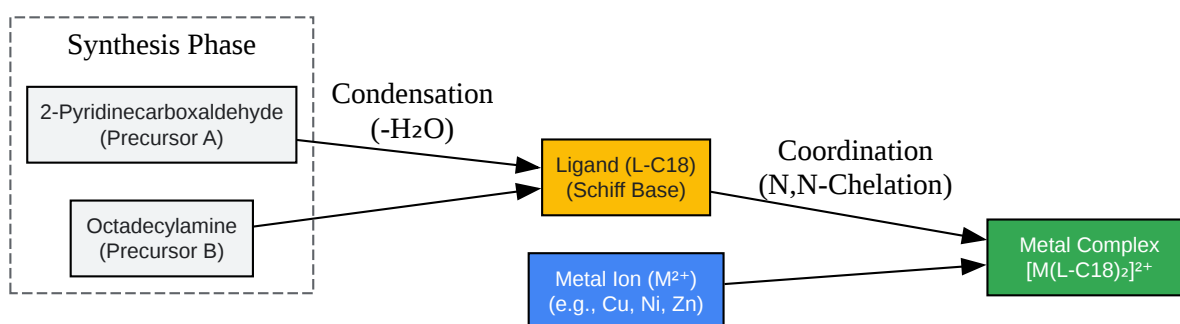 Synthesis Phase
2-Pyridinecarboxaldehyde
(Precursor A)
Octadecylamine
(Precursor B)
Condensation
(-H₂O)
Ligand (L-C18)
(Schiff Base)
Metal Ion (M²⁺)
(e.g., Cu, Ni, Zn)
Coordination
(N,N-Chelation)
Metal Complex
[M(L-C18)₂]²⁺